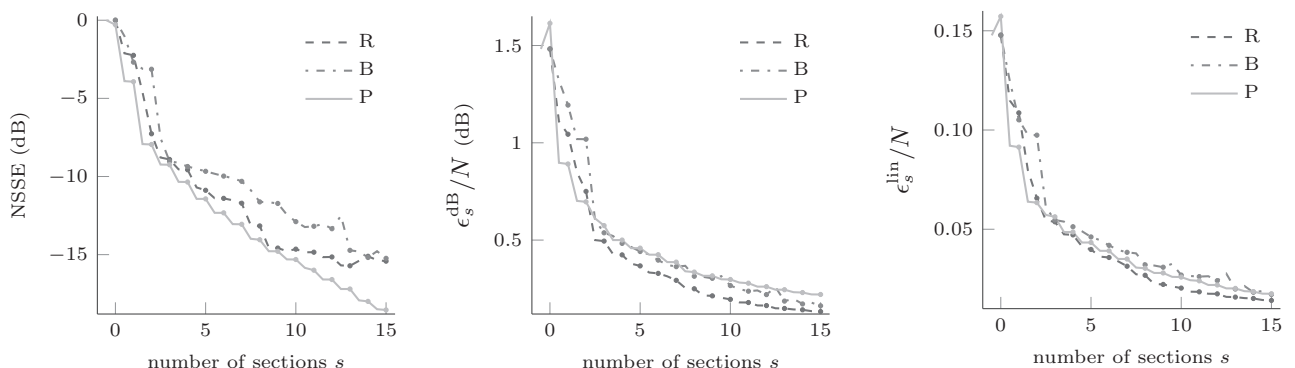 0
−5
−10
−15
NSSE (dB)
R
B
P
0 5 10 15
number of sections s
1.5
1
0.5
ϵ_s^dB/N (dB)
R
B
P
0 5 10 15
number of sections s
0.15
0.10
0.05
ϵ_s^lin/N
R
B
P
0 5 10 15
number of sections s